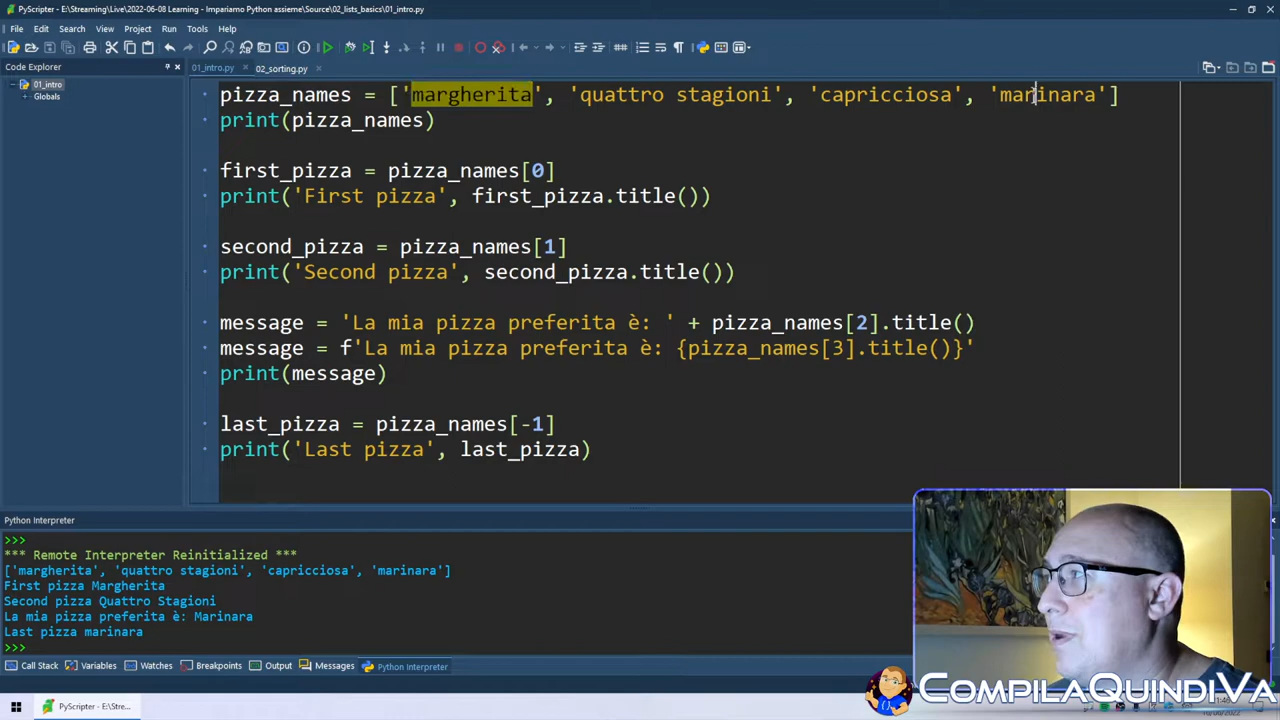 PyScripter - E:\Streaming\Live\2022-06-08 Learning - Impariamo Python assieme\Source\02_lists_basics\01_intro.py
File Edit Search View Project Run Tools Help
Code Explorer
01_intro
Globals
01_intro.py
02_sorting.py
pizza_names = ['margherita', 'quattro stagioni', 'capricciosa', 'marinara']
print(pizza_names)
first_pizza = pizza_names[0]
print('First pizza', first_pizza.title())
second_pizza = pizza_names[1]
print('Second pizza', second_pizza.title())
message = 'La mia pizza preferita è: ' + pizza_names[2].title()
message = f'La mia pizza preferita è: {pizza_names[3].title()}'
print(message)
last_pizza = pizza_names[-1]
print('Last pizza', last_pizza)
Python Interpreter
>>>
*** Remote Interpreter Reinitialized ***
['margherita', 'quattro stagioni', 'capricciosa', 'marinara']
First pizza Margherita
Second pizza Quattro Stagioni
La mia pizza preferita è: Marinara
Last pizza marinara
>>>
Call Stack Variables Watches Breakpoints Output Messages Python Interpreter
COMPILAQUINDIVA
PyScripter - E:\Stre...